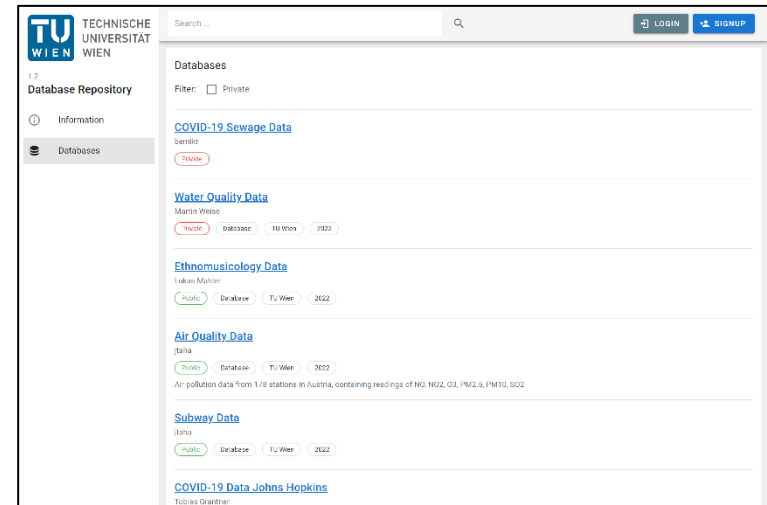 TU
WIEN
TECHNISCHE
UNIVERSITÄT
WIEN
1.2
Database Repository
Information
Databases
Search ...
LOGIN
SIGNUP
Databases
Filter: Private
COVID-19 Sewage Data
bernikr
Private
Water Quality Data
Martin Weise
Private Database TU Wien 2022
Ethnomusicology Data
Lukas Mahler
Public Database TU Wien 2022
Air Quality Data
jtaha
Public Database TU Wien 2022
Air pollution data from 178 stations in Austria, containing readings of NO, NO2, O3, PM2.5, PM10, SO2
Subway Data
jtaha
Public Database TU Wien 2022
COVID-19 Data Johns Hopkins
Tobias Grantner